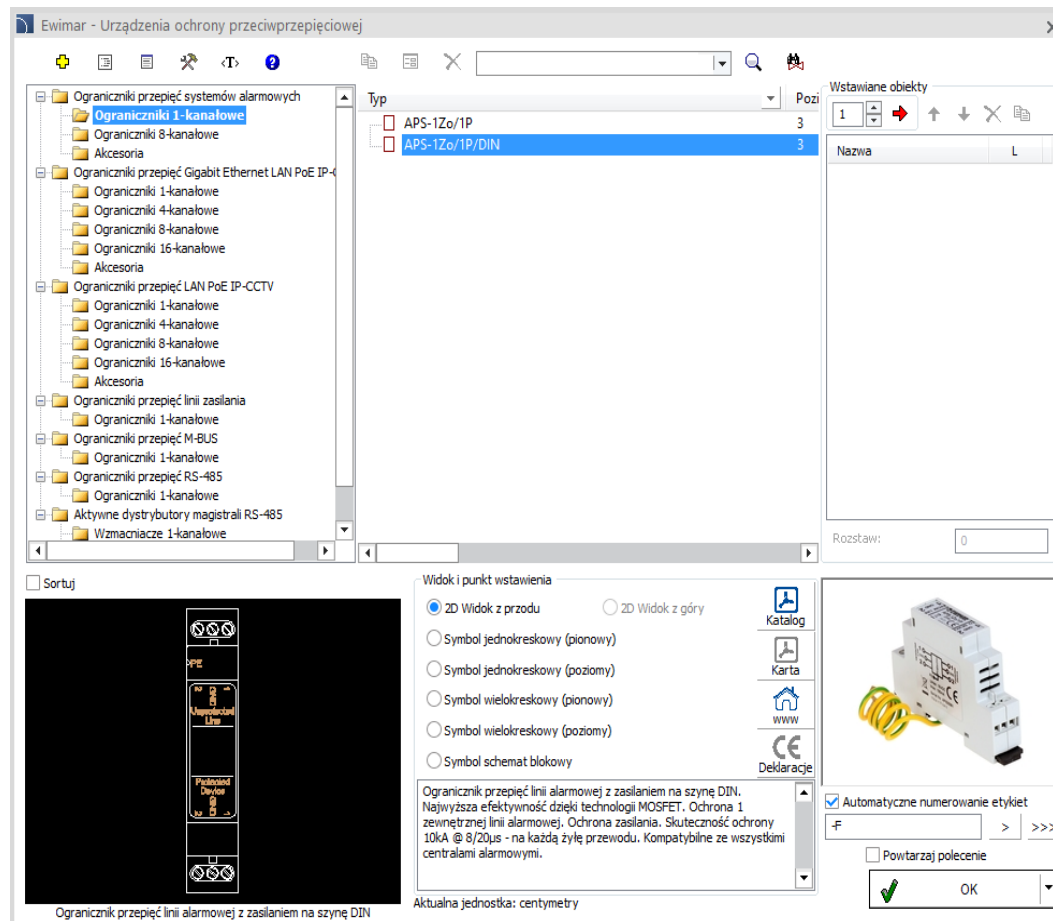 Ewimar - Urządzenia ochrony przeciwprzepięciowej
‹T›
Ograniczniki przepięć systemów alarmowych
Ograniczniki 1-kanałowe
Ograniczniki 8-kanałowe
Akcesoria
Ograniczniki przepięć Gigabit Ethernet LAN PoE IP-
Ograniczniki 1-kanałowe
Ograniczniki 4-kanałowe
Ograniczniki 8-kanałowe
Ograniczniki 16-kanałowe
Akcesoria
Ograniczniki przepięć LAN PoE IP-CCTV
Ograniczniki 1-kanałowe
Ograniczniki 4-kanałowe
Ograniczniki 8-kanałowe
Ograniczniki 16-kanałowe
Akcesoria
Ograniczniki przepięć linii zasilania
Ograniczniki 1-kanałowe
Ograniczniki przepięć M-BUS
Ograniczniki 1-kanałowe
Ograniczniki przepięć RS-485
Ograniczniki 1-kanałowe
Aktywne dystrybutory magistrali RS-485
Wzmacniacze 1-kanałowe
Typ Pozi
APS-1Zo/1P 3
APS-1Zo/1P/DIN 3
Wstawiane obiekty
1
Nazwa L
Rozstaw: 0
Sortuj
PE
2 GND 1
Unprotected
Line
Protected
Device
2 GND 1
Ogranicznik przepięć linii alarmowej z zasilaniem na szynę DIN
Widok i punkt wstawienia
2D Widok z przodu 2D Widok z góry
Symbol jednokreskowy (pionowy)
Symbol jednokreskowy (poziomy)
Symbol wielokreskowy (pionowy)
Symbol wielokreskowy (poziomy)
Symbol schemat blokowy
Katalog
Karta
www
CE
Deklaracje
Ogranicznik przepięć linii alarmowej z zasilaniem na szynę DIN.
Najwyższa efektywność dzięki technologii MOSFET. Ochrona 1
zewnętrznej linii alarmowej. Ochrona zasilania. Skuteczność ochrony
10kA @ 8/20µs - na każdą żyłę przewodu. Kompatybilne ze wszystkimi
centralami alarmowymi.
Aktualna jednostka: centymetry
CE
Automatyczne numerowanie etykiet
-F > >>>
Powtarzaj polecenie
OK